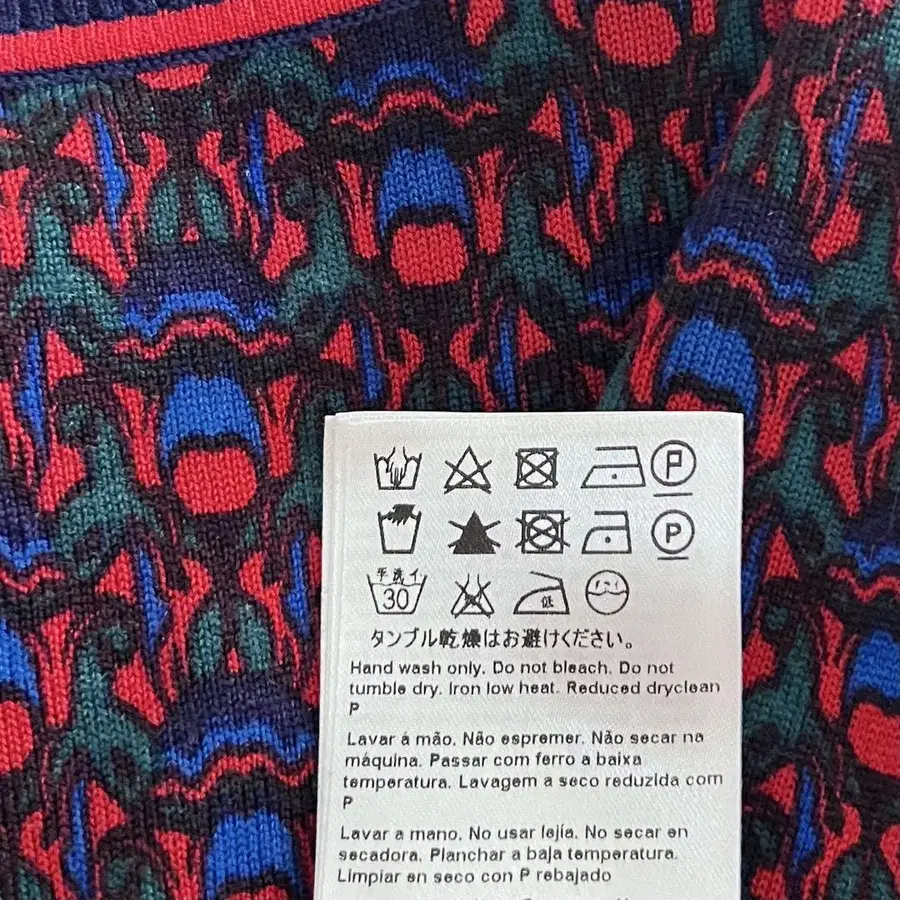 P
P
手洗イ
30
低
タンブル乾燥はお避けください。
Hand wash only. Do not bleach. Do not
tumble dry. Iron low heat. Reduced dryclean
P
Lavar á mão. Não espremer. Não secar na
máquina. Passar com ferro a baixa
temperatura. Lavagem a seco reduzida com
P
Lavar a mano. No usar lejía. No secar en
secadora. Planchar a baja temperatura.
Limpiar en seco con P rebajado